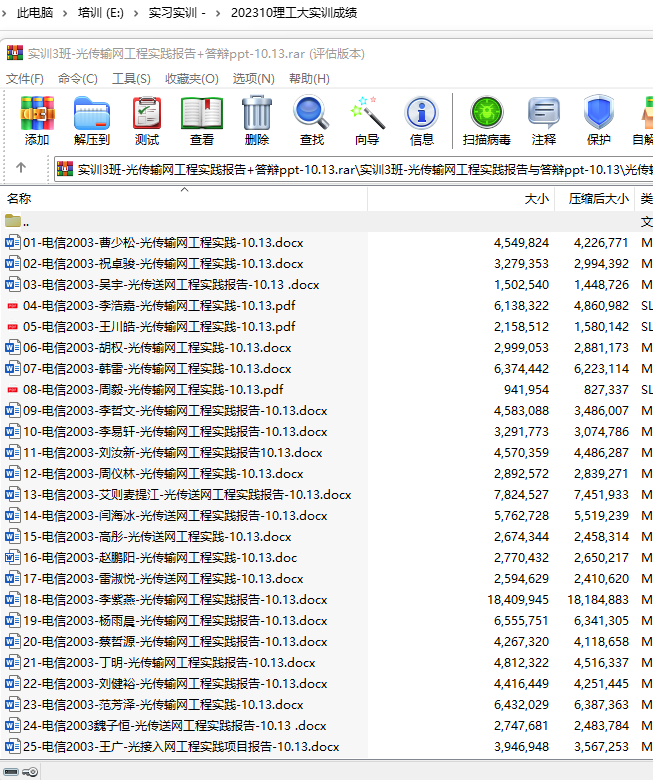 此电脑 > 培训 (E:) > 实习实训 - > 202310理工大实训成绩
实训3班-光传输网工程实践报告+答辩ppt-10.13.rar (评估版本)
文件(F) 命令(C) 工具(S) 收藏夹(O) 选项(N) 帮助(H)
添加 解压到 测试 查看 删除 查找 向导 信息 扫描病毒 注释 保护 自解
实训3班-光传输网工程实践报告+答辩ppt-10.13.rar\实训3班-光传输网工程实践报告与答辩ppt-10.13\光传输
名称 大小 压缩后大小 类
.. 文
01-电信2003-曹少松-光传输网工程实践-10.13.docx 4,549,824 4,226,771 M
02-电信2003-祝卓骏-光传输网工程实践-10.13.docx 3,279,353 2,994,392 M
03-电信2003-吴宇-光传送网工程实践报告-10.13 .docx 1,502,540 1,448,726 M
04-电信2003-李浩嘉-光传输网工程实践-10.13.pdf 6,138,322 4,860,982 SL
05-电信2003-王川皓-光传输网工程实践-10.13.pdf 2,158,512 1,580,142 SL
06-电信2003-胡权-光传输网工程实践-10.13.docx 2,999,053 2,881,173 M
07-电信2003-韩雷-光传输网工程实践-10.13.docx 6,374,442 6,223,114 M
08-电信2003-周毅-光传输网工程实践-10.13.pdf 941,954 827,337 SL
09-电信2003-李哲文-光传输网工程实践报告-10.13.docx 4,583,088 3,486,007 M
10-电信2003-李易轩-光传输网工程实践报告-10.13.docx 3,291,773 3,074,786 M
11-电信2003-刘汝新-光传输网工程实践报告10.13.docx 4,570,359 4,486,287 M
12-电信2003-周仪林-光传输网工程实践-10.13.docx 2,892,572 2,839,271 M
13-电信2003-艾则麦提江-光传送网工程实践报告-10.13.docx 7,824,527 7,451,933 M
14-电信2003-闫海冰-光传送网工程实践报告-10.13.docx 5,762,728 5,519,239 M
15-电信2003-高彤-光传送网工程实践-10.13.docx 2,674,344 2,458,314 M
16-电信2003-赵鹏阳-光传输网工程实践-10.13.doc 2,770,432 2,650,217 M
17-电信2003-雷淑悦-光传送网工程实践-10.13.docx 2,594,629 2,410,620 M
18-电信2003-李紫燕-光传输网工程实践报告-10.13.docx 18,409,945 18,184,883 M
19-电信2003-杨雨晨-光传输网工程实践报告-10.13.docx 6,555,751 6,341,305 M
20-电信2003-蔡哲源-光传输网工程实践报告-10.13.docx 4,267,320 4,118,658 M
21-电信2003-丁明-光传输网工程实践报告-10.13.docx 4,812,322 4,516,337 M
22-电信2003-刘健裕-光传输网工程实践报告-10.13.docx 4,416,449 4,251,445 M
23-电信2003-范芳泽-光传输网工程实践报告-10.13.docx 6,432,029 6,387,363 M
24-电信2003魏子恒-光传送网工程实践报告-10.13 .docx 2,747,681 2,483,784 M
25-电信2003-王广-光接入网工程实践项目报告-10.13.docx 3,946,948 3,567,253 M